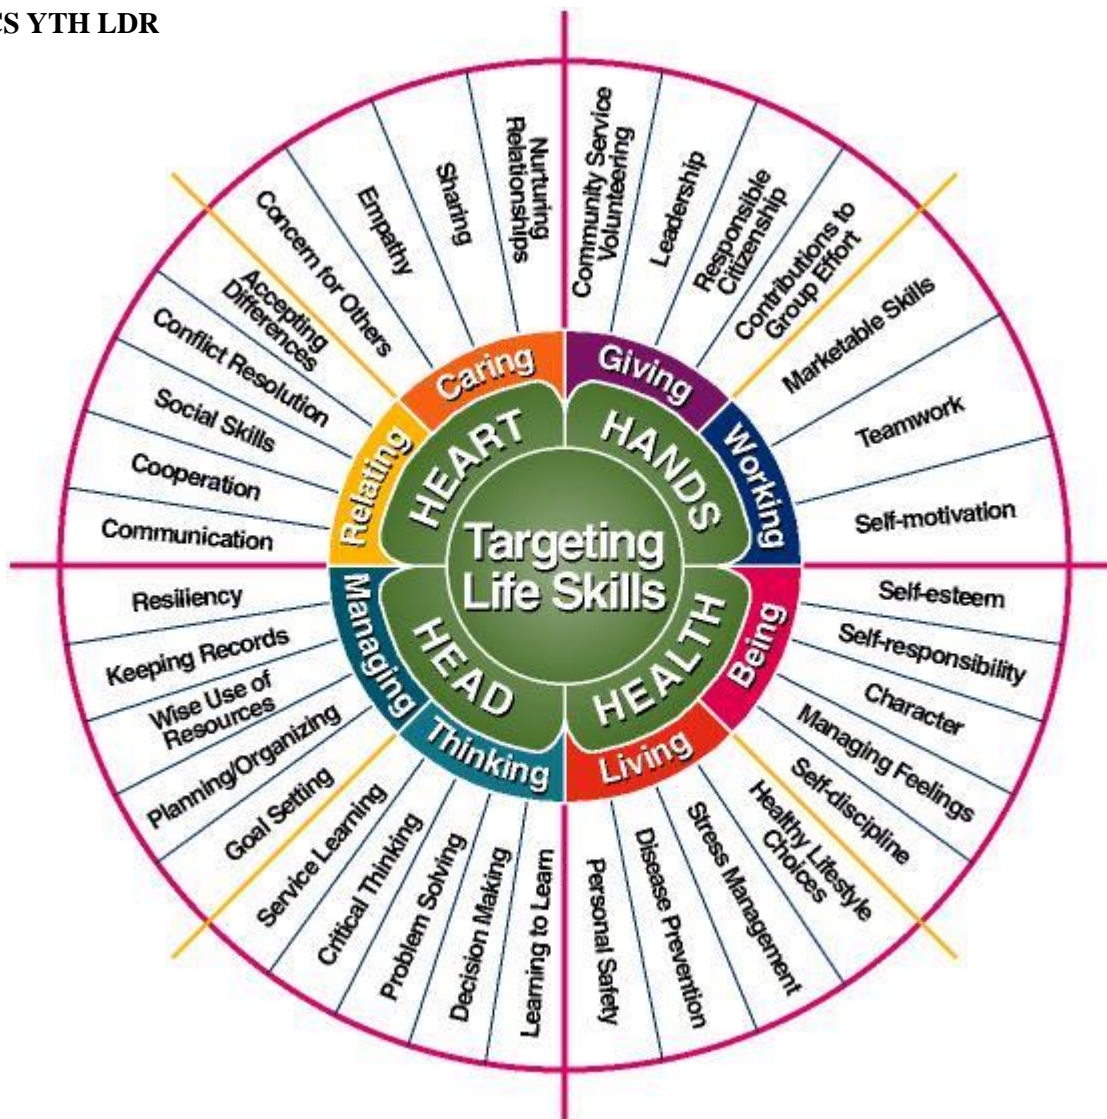 CS YTH LDR
Targeting
Life Skills
HEART
HANDS
HEALTH
HEAD
Caring
Giving
Working
Being
Living
Thinking
Managing
Relating
Nurturing
Relationships
Sharing
Empathy
Concern for Others
Community Service
Volunteering
Leadership
Responsible
Citizenship
Contributions to
Group Effort
Marketable Skills
Teamwork
Self-motivation
Self-esteem
Self-responsibility
Character
Managing Feelings
Self-discipline
Healthy Lifestyle
Choices
Stress Management
Disease Prevention
Personal Safety
Learning to Learn
Decision Making
Problem Solving
Critical Thinking
Service Learning
Goal Setting
Planning/Organizing
Wise Use of
Resources
Keeping Records
Resiliency
Communication
Cooperation
Social Skills
Conflict Resolution
Accepting
Differences